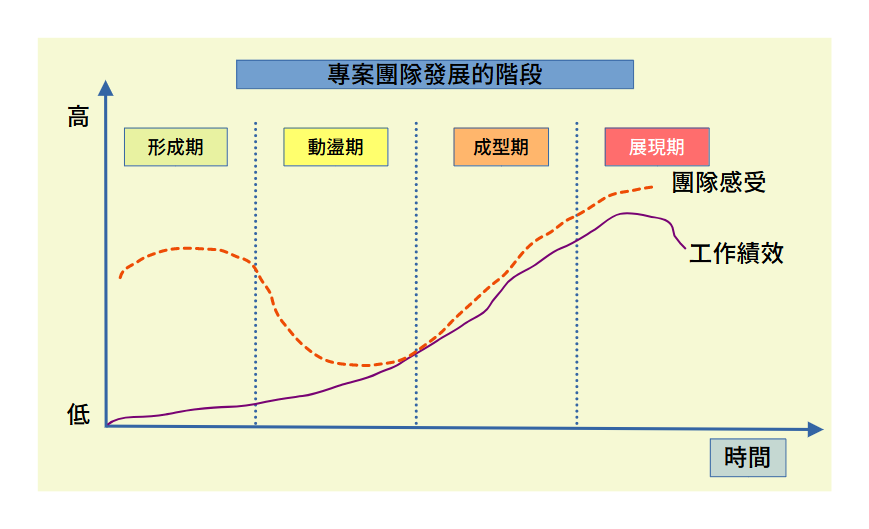 專案團隊發展的階段
高
形成期
動盪期
成型期
展現期
團隊感受
工作績效
低
時間